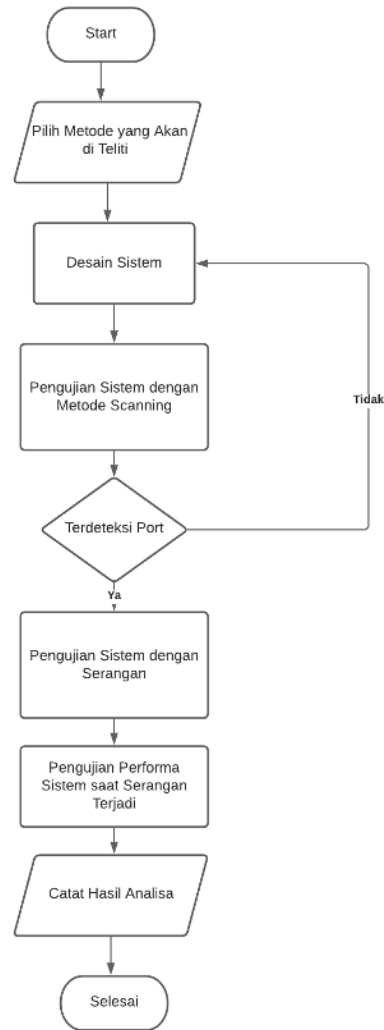 Start
Pilih Metode yang Akan
di Teliti
Desain Sistem
Pengujian Sistem dengan
Metode Scanning
Tidak
Terdeteksi Port
Ya
Pengujian Sistem dengan
Serangan
Pengujian Performa
Sistem saat Serangan
Terjadi
Catat Hasil Analisa
Selesai